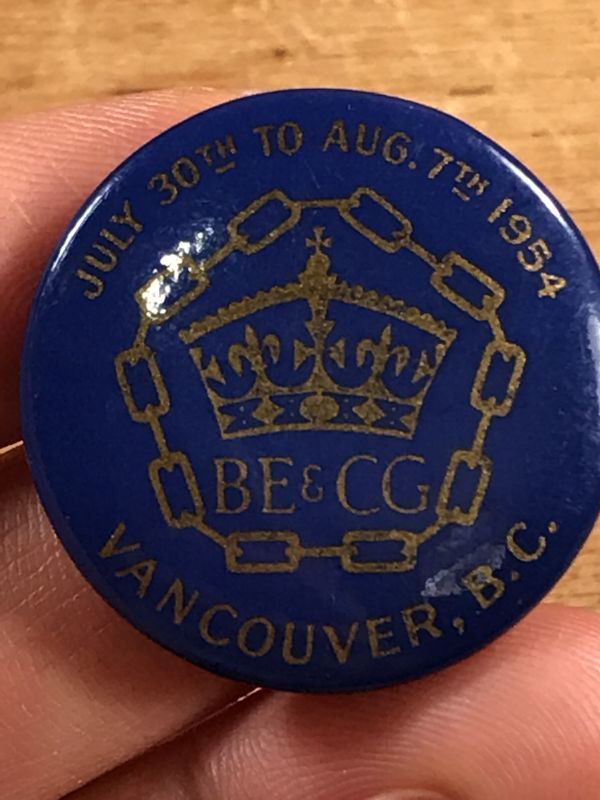 JULY 30TH TO AUG. 7TH 1954
BE & CG
VANCOUVER, B.C.